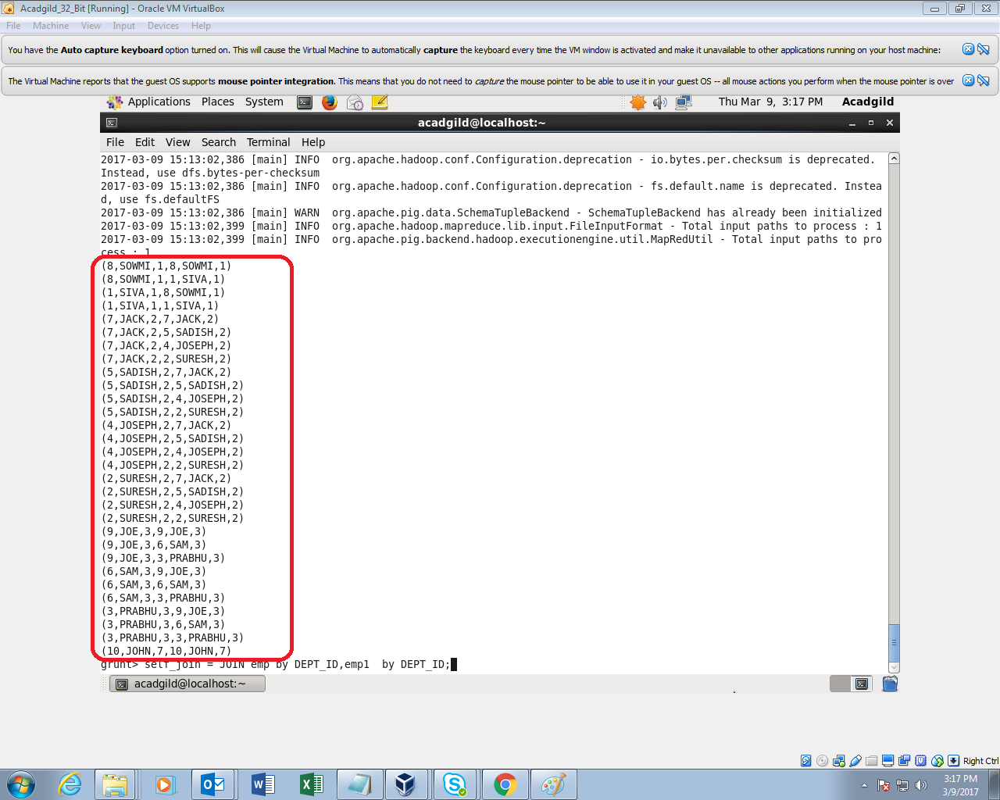 Acadgild_32_Bit [Running] - Oracle VM VirtualBox
File Machine View Input Devices Help
You have the Auto capture keyboard option turned on. This will cause the Virtual Machine to automatically capture the keyboard every time the VM window is activated and make it unavailable to other applications running on your host machine:
The Virtual Machine reports that the guest OS supports mouse pointer integration. This means that you do not need to capture the mouse pointer to be able to use it in your guest OS -- all mouse actions you perform when the mouse pointer is over
Applications Places System Thu Mar 9, 3:17 PM Acadgild
acadgild@localhost:~
File Edit View Search Terminal Help
2017-03-09 15:13:02,386 [main] INFO  org.apache.hadoop.conf.Configuration.deprecation - io.bytes.per.checksum is deprecated.
Instead, use dfs.bytes-per-checksum
2017-03-09 15:13:02,386 [main] INFO  org.apache.hadoop.conf.Configuration.deprecation - fs.default.name is deprecated. Instea
d, use fs.defaultFS
2017-03-09 15:13:02,386 [main] WARN  org.apache.pig.data.SchemaTupleBackend - SchemaTupleBackend has already been initialized
2017-03-09 15:13:02,399 [main] INFO  org.apache.hadoop.mapreduce.lib.input.FileInputFormat - Total input paths to process : 1
2017-03-09 15:13:02,399 [main] INFO  org.apache.pig.backend.hadoop.executionengine.util.MapRedUtil - Total input paths to pro
cess : 1
(8,SOWMI,1,8,SOWMI,1)
(8,SOWMI,1,1,SIVA,1)
(1,SIVA,1,8,SOWMI,1)
(1,SIVA,1,1,SIVA,1)
(7,JACK,2,7,JACK,2)
(7,JACK,2,5,SADISH,2)
(7,JACK,2,4,JOSEPH,2)
(7,JACK,2,2,SURESH,2)
(5,SADISH,2,7,JACK,2)
(5,SADISH,2,5,SADISH,2)
(5,SADISH,2,4,JOSEPH,2)
(5,SADISH,2,2,SURESH,2)
(4,JOSEPH,2,7,JACK,2)
(4,JOSEPH,2,5,SADISH,2)
(4,JOSEPH,2,4,JOSEPH,2)
(4,JOSEPH,2,2,SURESH,2)
(2,SURESH,2,7,JACK,2)
(2,SURESH,2,5,SADISH,2)
(2,SURESH,2,4,JOSEPH,2)
(2,SURESH,2,2,SURESH,2)
(9,JOE,3,9,JOE,3)
(9,JOE,3,6,SAM,3)
(9,JOE,3,3,PRABHU,3)
(6,SAM,3,9,JOE,3)
(6,SAM,3,6,SAM,3)
(6,SAM,3,3,PRABHU,3)
(3,PRABHU,3,9,JOE,3)
(3,PRABHU,3,6,SAM,3)
(3,PRABHU,3,3,PRABHU,3)
(10,JOHN,7,10,JOHN,7)
grunt> self_join = JOIN emp by DEPT_ID,emp1  by DEPT_ID;
acadgild@localhost:~
Right Ctrl
3:17 PM
3/9/2017